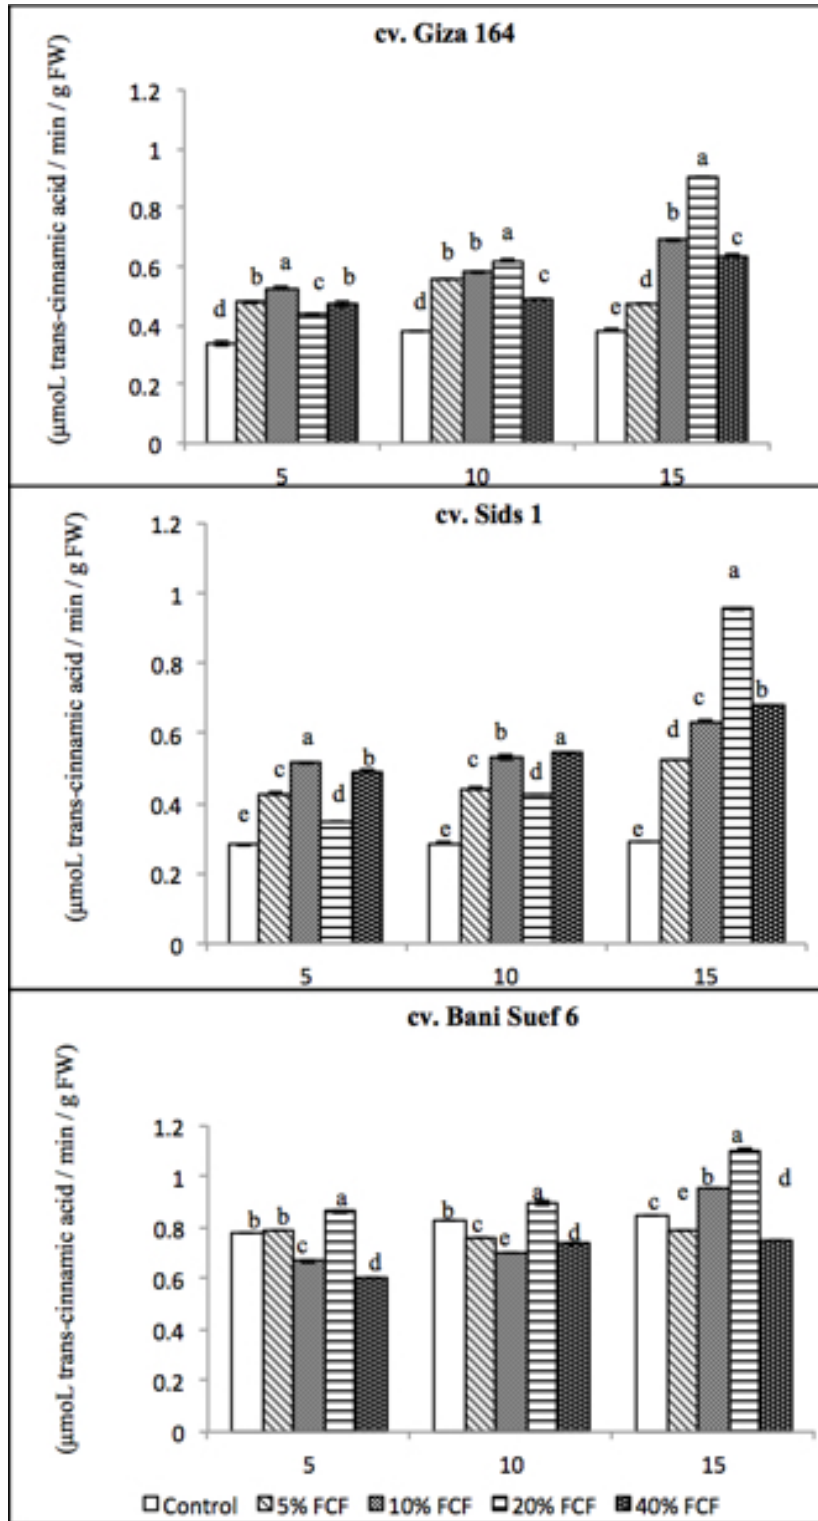 cv. Giza 164
(μmoL trans-cinnamic acid / min / g FW)
1.2
1
0.8
0.6
0.4
0.2
0
d b a c b
d b b a c
e d b a c
5 10 15
cv. Sids 1
(μmoL trans-cinnamic acid / min / g FW)
1.2
1
0.8
0.6
0.4
0.2
0
e c a d b
e c b d a
e d c a b
5 10 15
cv. Bani Suef 6
(μmoL trans-cinnamic acid / min / g FW)
1.2
1
0.8
0.6
0.4
0.2
0
b b c a d
b c e a d
c e b a d
5 10 15
Control 5% FCF 10% FCF 20% FCF 40% FCF